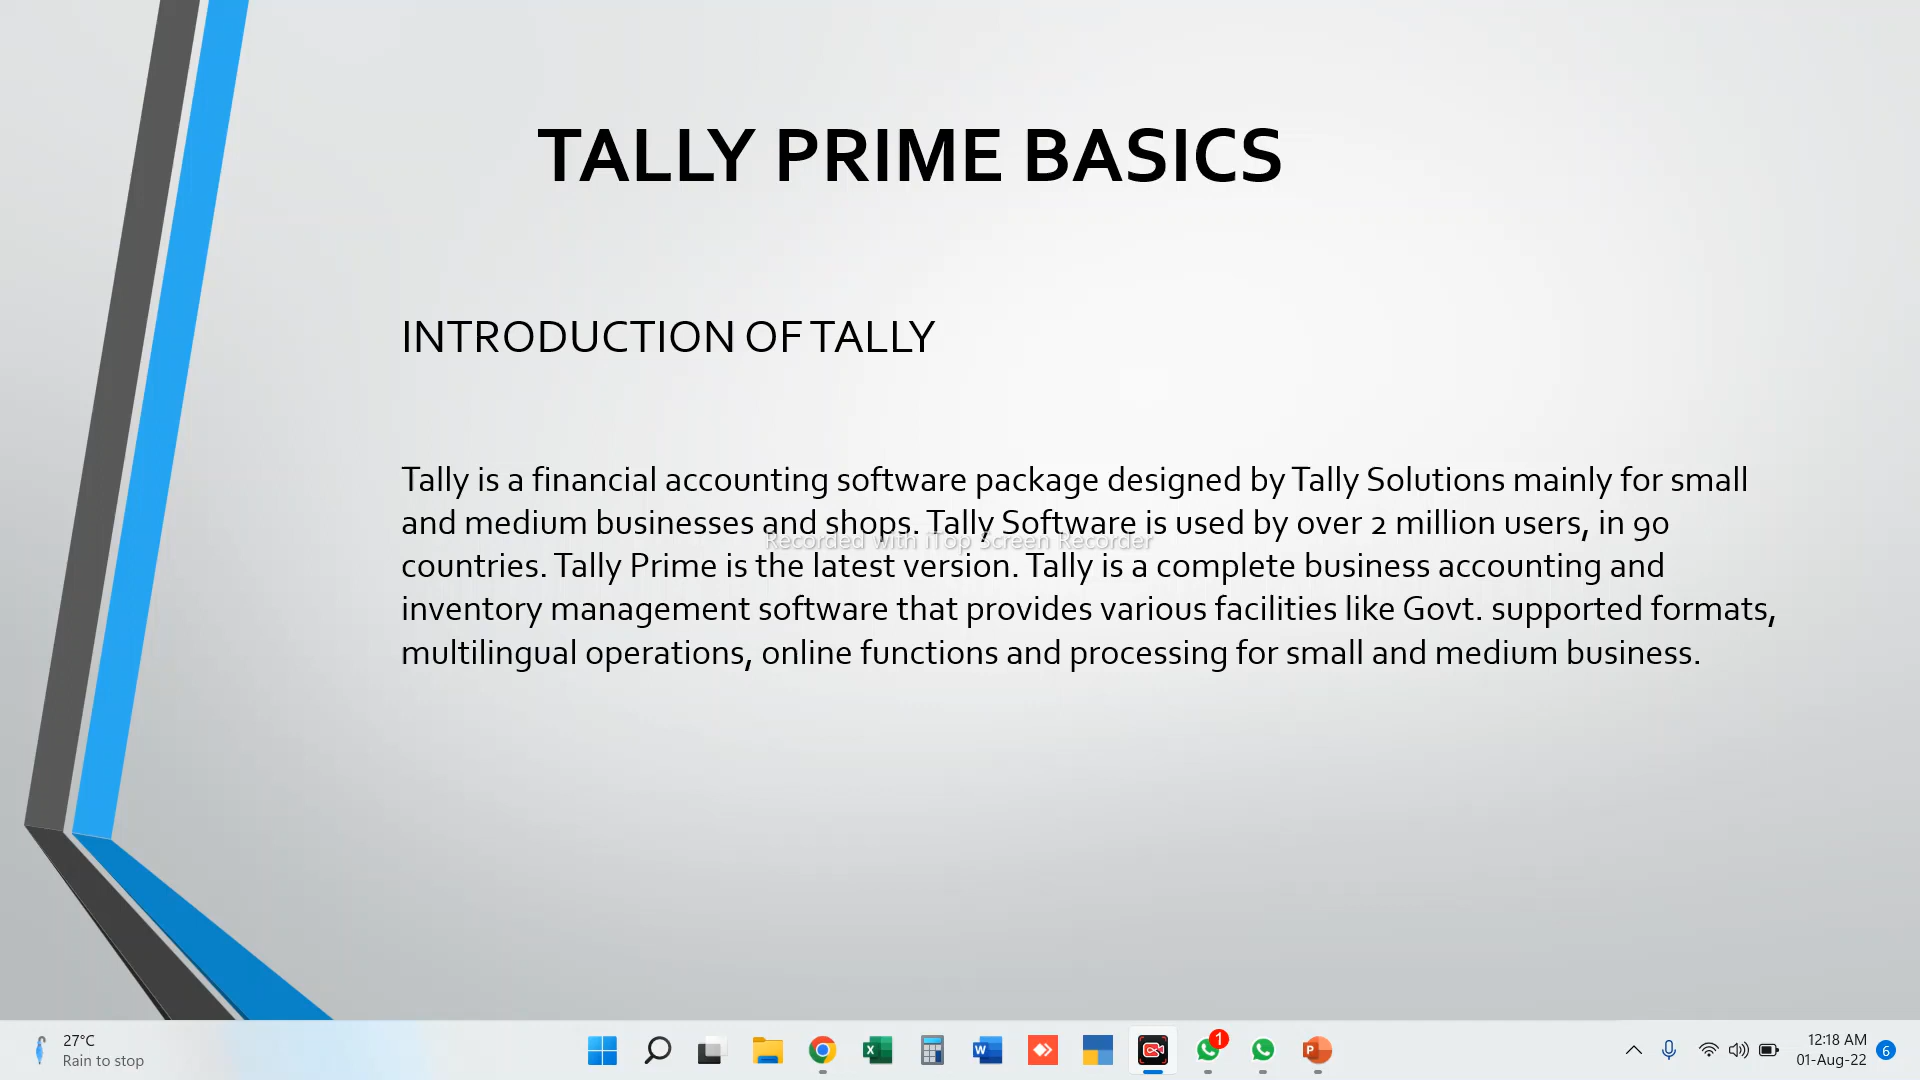 TALLY PRIME BASICS
INTRODUCTION OF TALLY
Tally is a financial accounting software package designed by Tally Solutions mainly for small
and medium businesses and shops. Tally Software is used by over 2 million users, in 90
Recorded with iTop Screen Recorder
countries. Tally Prime is the latest version. Tally is a complete business accounting and
inventory management software that provides various facilities like Govt. supported formats,
multilingual operations, online functions and processing for small and medium business.
27°C
Rain to stop
1
12:18 AM
01-Aug-22
6